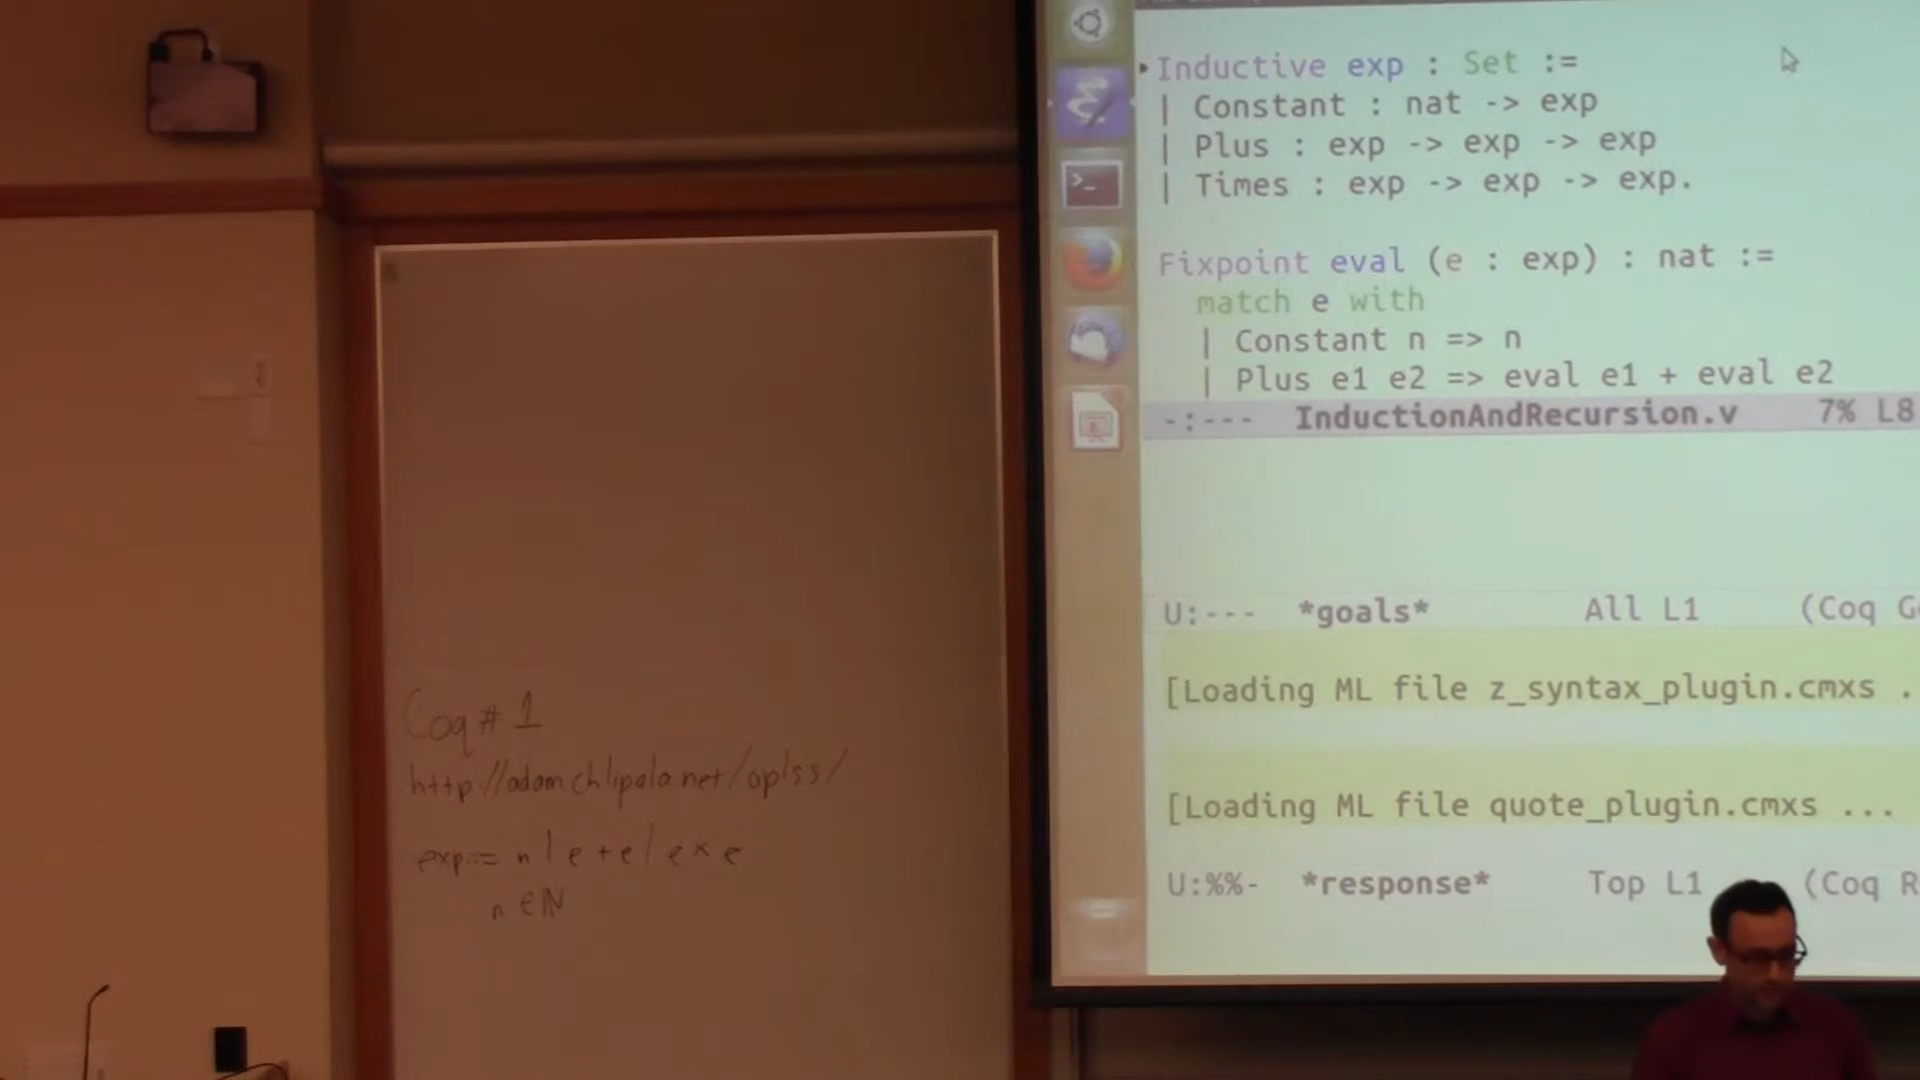 Coq #1
http://adam.chlipala.net/oplss/
exp ::= n | e + e | e × e
n ∈ ℕ
Inductive exp : Set :=
| Constant : nat -> exp
| Plus : exp -> exp -> exp
| Times : exp -> exp -> exp.
Fixpoint eval (e : exp) : nat :=
match e with
| Constant n => n
| Plus e1 e2 => eval e1 + eval e2
-:--- InductionAndRecursion.v 7% L8
U:--- *goals* All L1 (Coq
[Loading ML file z_syntax_plugin.cmxs .
[Loading ML file quote_plugin.cmxs ...
U:%%- *response* Top L1 (Coq